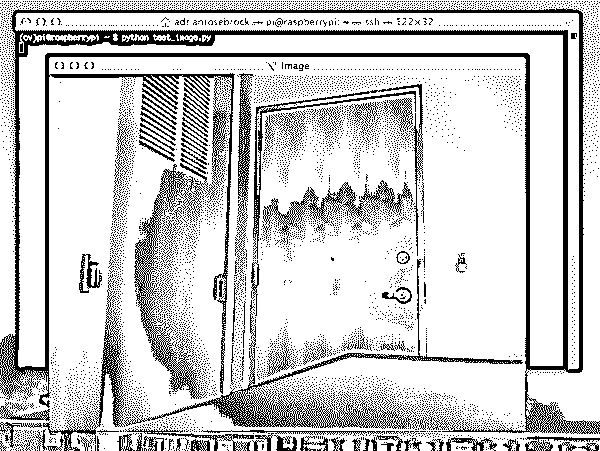 adrianrosebrock — pi@raspberrypi: ~ — ssh — 122×32
(cv)pi@raspberrypi ~ $ python test_image.py
Image